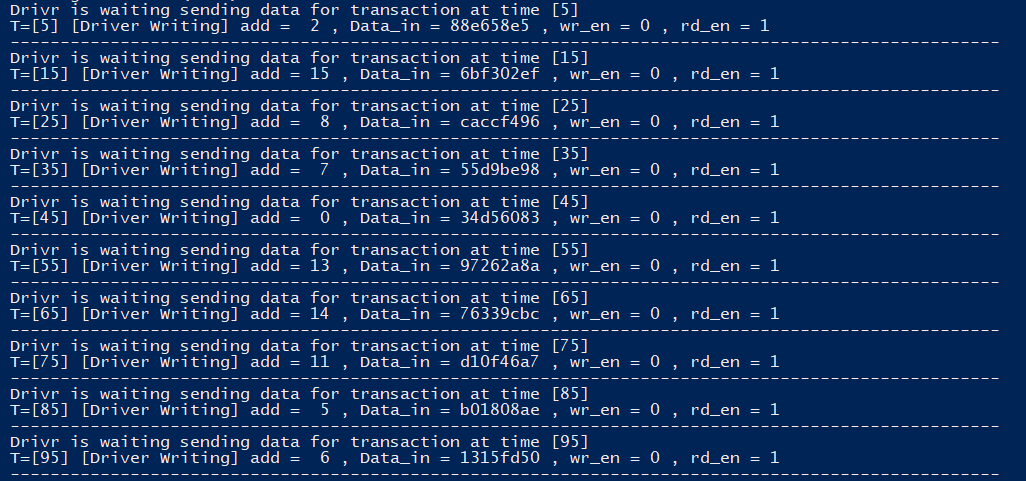 Drivr is waiting sending data for transaction at time [5]
T=[5] [Driver Writing] add =  2 , Data_in = 88e658e5 , wr_en = 0 , rd_en = 1
---------------------------------------------------------------------------------------------------
Drivr is waiting sending data for transaction at time [15]
T=[15] [Driver Writing] add = 15 , Data_in = 6bf302ef , wr_en = 0 , rd_en = 1
---------------------------------------------------------------------------------------------------
Drivr is waiting sending data for transaction at time [25]
T=[25] [Driver Writing] add =  8 , Data_in = caccf496 , wr_en = 0 , rd_en = 1
---------------------------------------------------------------------------------------------------
Drivr is waiting sending data for transaction at time [35]
T=[35] [Driver Writing] add =  7 , Data_in = 55d9be98 , wr_en = 0 , rd_en = 1
---------------------------------------------------------------------------------------------------
Drivr is waiting sending data for transaction at time [45]
T=[45] [Driver Writing] add =  0 , Data_in = 34d56083 , wr_en = 0 , rd_en = 1
---------------------------------------------------------------------------------------------------
Drivr is waiting sending data for transaction at time [55]
T=[55] [Driver Writing] add = 13 , Data_in = 97262a8a , wr_en = 0 , rd_en = 1
---------------------------------------------------------------------------------------------------
Drivr is waiting sending data for transaction at time [65]
T=[65] [Driver Writing] add = 14 , Data_in = 76339cbc , wr_en = 0 , rd_en = 1
---------------------------------------------------------------------------------------------------
Drivr is waiting sending data for transaction at time [75]
T=[75] [Driver Writing] add = 11 , Data_in = d10f46a7 , wr_en = 0 , rd_en = 1
---------------------------------------------------------------------------------------------------
Drivr is waiting sending data for transaction at time [85]
T=[85] [Driver Writing] add =  5 , Data_in = b01808ae , wr_en = 0 , rd_en = 1
---------------------------------------------------------------------------------------------------
Drivr is waiting sending data for transaction at time [95]
T=[95] [Driver Writing] add =  6 , Data_in = 1315fd50 , wr_en = 0 , rd_en = 1
---------------------------------------------------------------------------------------------------